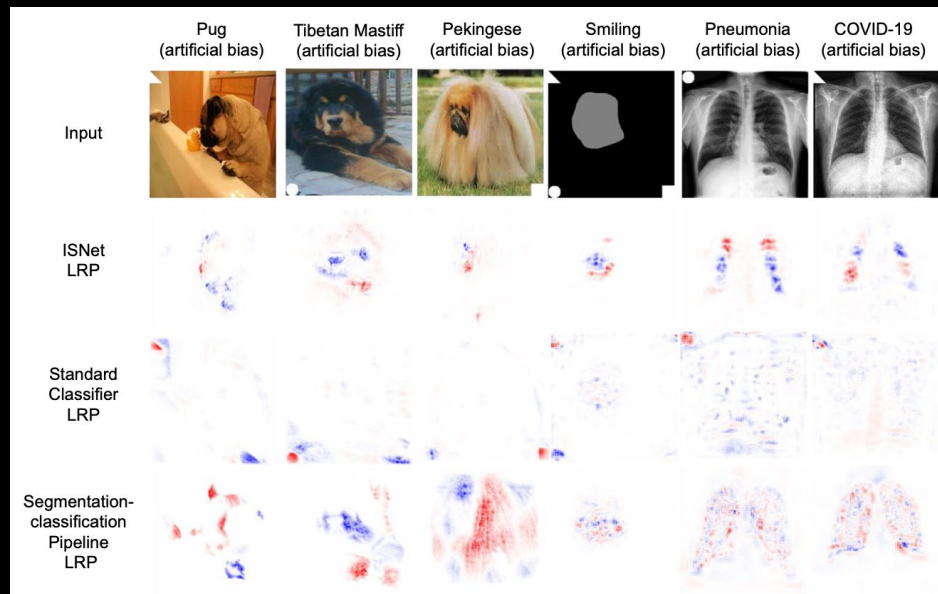 Pug
(artificial bias)
Tibetan Mastiff
(artificial bias)
Pekingese
(artificial bias)
Smiling
(artificial bias)
Pneumonia
(artificial bias)
COVID-19
(artificial bias)
Input
ISNet
LRP
Standard
Classifier
LRP
Segmentation-
classification
Pipeline
LRP